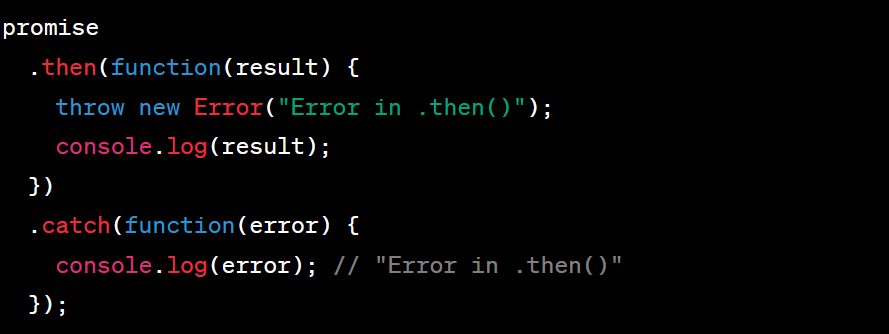 promise
  .then(function(result) {
    throw new Error("Error in .then()");
    console.log(result);
  })
  .catch(function(error) {
    console.log(error); // "Error in .then()"
  });